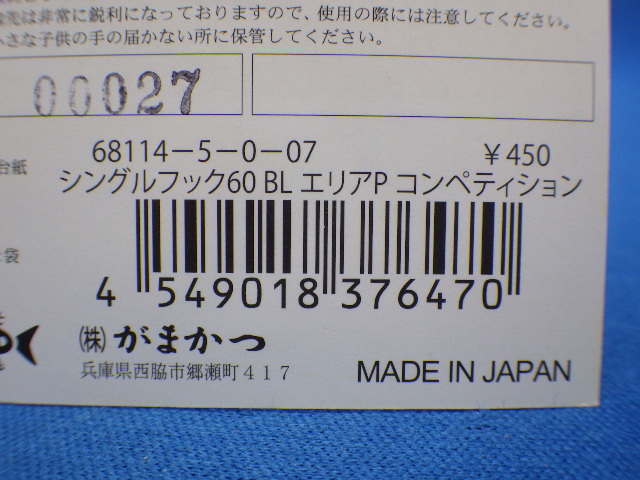 先は非常に鋭利になっておりますので、使用の際には注意してください。
小さな子供の手の届かない所に保管してください。
00027
68114-5-0-07 ¥450
台紙
シングルフック60 BL エリアP コンペティション
袋
4 549018 376470
㈱ がまかつ
兵庫県西脇市郷瀬町417
MADE IN JAPAN